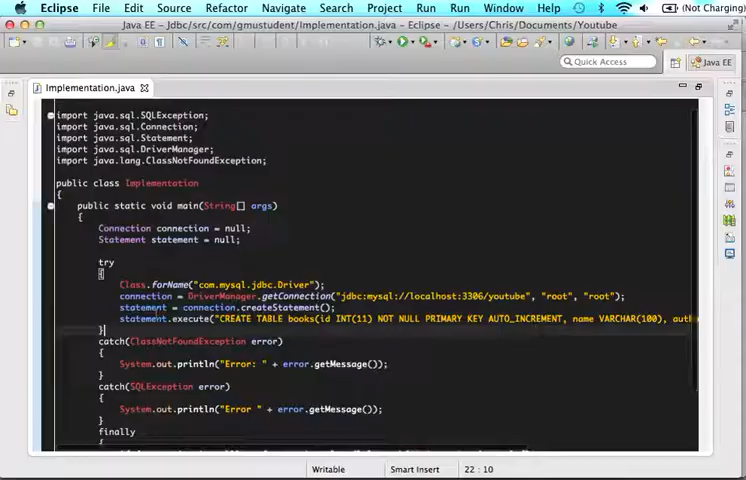 Eclipse File Edit Source Refactor Navigate Search Project Run Run Window Help (Not Charging)
Java EE - Jdbc/src/com/gmustudent/Implementation.java - Eclipse - /Users/Chris/Documents/Youtube
Quick Access
Java EE
Implementation.java
import java.sql.SQLException;
import java.sql.Connection;
import java.sql.Statement;
import java.sql.DriverManager;
import java.lang.ClassNotFoundException;
public class Implementation
{
public static void main(String[] args)
{
Connection connection = null;
Statement statement = null;
try
{
Class.forName("com.mysql.jdbc.Driver");
connection = DriverManager.getConnection("jdbc:mysql://localhost:3306/youtube", "root", "root");
statement = connection.createStatement();
statement.execute("CREATE TABLE books(id INT(11) NOT NULL PRIMARY KEY AUTO_INCREMENT, name VARCHAR(100), auth
}
catch(ClassNotFoundException error)
{
System.out.println("Error: " + error.getMessage());
}
catch(SQLException error)
{
System.out.println("Error " + error.getMessage());
}
finally
{
Writable
Smart Insert
22 : 10